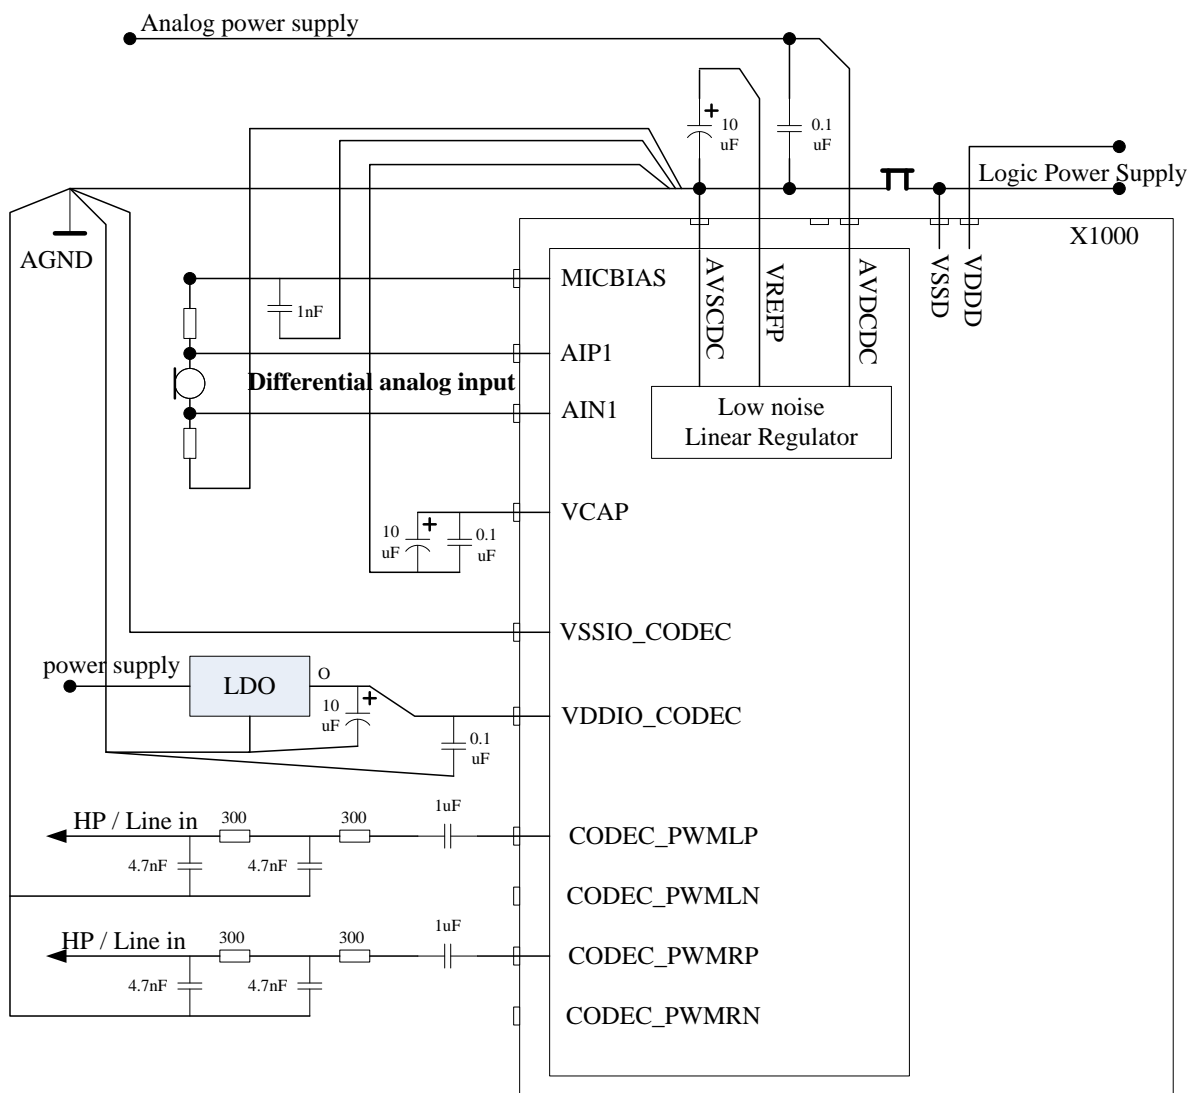 Analog power supply
+
10
uF
0.1
uF
Logic Power Supply
X1000
AGND
AVSCDC
VREFP
AVDCDC
VSSD
VDDD
MICBIAS
1nF
AIP1
Differential analog input
AIN1
Low noise
Linear Regulator
VCAP
10
uF
+
0.1
uF
VSSIO_CODEC
power supply
LDO
O
+
10
uF
VDDIO_CODEC
0.1
uF
HP / Line in
300
300
1uF
CODEC_PWMLP
4.7nF
4.7nF
CODEC_PWMLN
HP / Line in
300
300
1uF
CODEC_PWMRP
4.7nF
4.7nF
CODEC_PWMRN